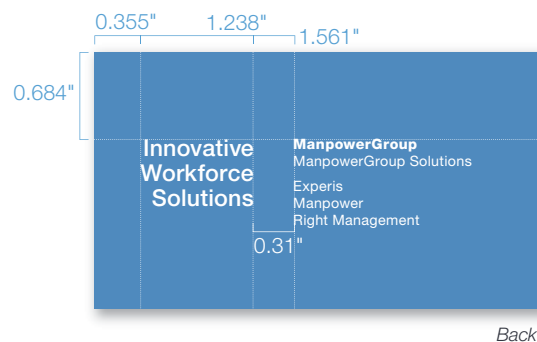 0.355" 1.238" 1.561"
0.684"
Innovative
Workforce
Solutions
ManpowerGroup
ManpowerGroup Solutions
Experis
Manpower
Right Management
0.31"
Back